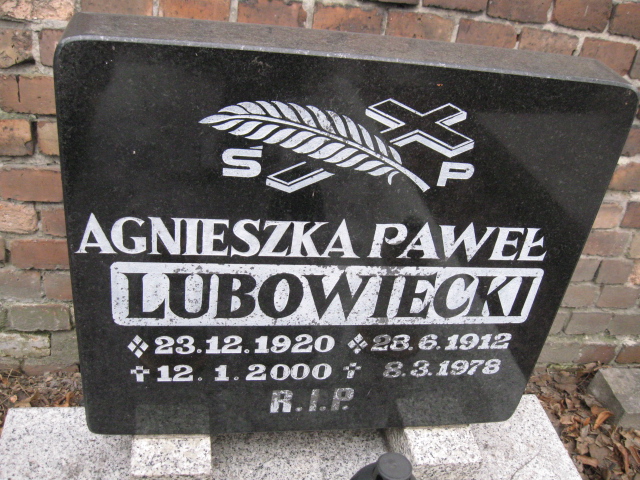 Ś P
AGNIESZKA PAWEŁ
LUBOWIECKI
23.12.1920 28.6.1912
12.1.2000 8.3.1978
R.I.P.